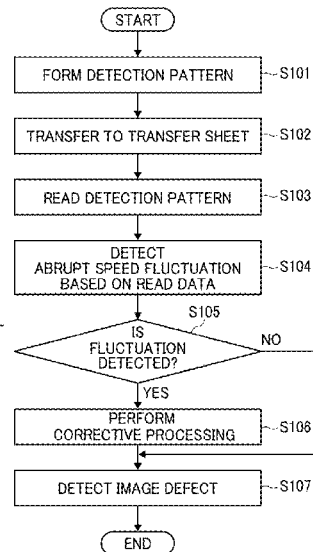 START
FORM DETECTION PATTERN
S101
TRANSFER TO TRANSFER SHEET
S102
READ DETECTION PATTERN
S103
DETECT
ABRUPT SPEED FLUCTUATION
BASED ON READ DATA
S104
S105
IS
FLUCTUATION
DETECTED?
NO
YES
PERFORM
CORRECTIVE PROCESSING
S106
DETECT IMAGE DEFECT
S107
END